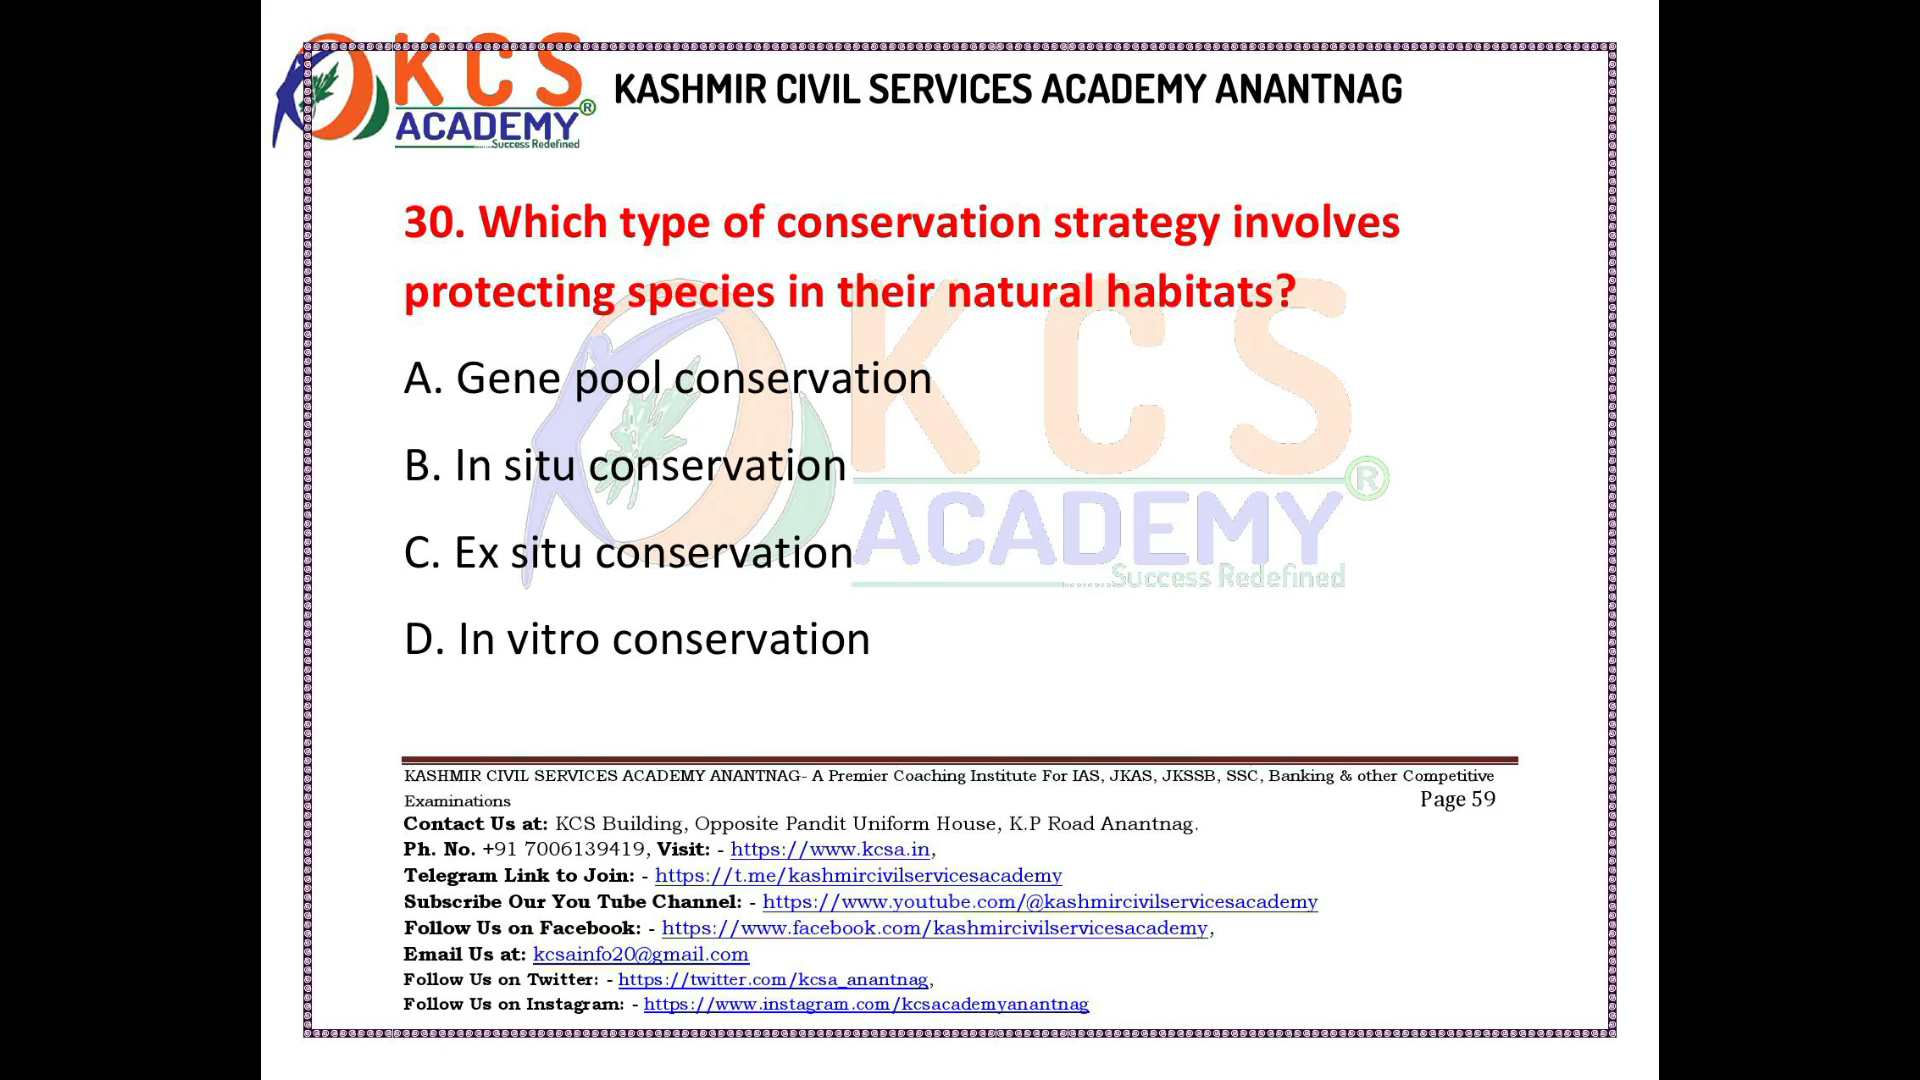 KCS
ACADEMY®
........Success Redefined
KASHMIR CIVIL SERVICES ACADEMY ANANTNAG
30. Which type of conservation strategy involves
protecting species in their natural habitats?
A. Gene pool conservation
B. In situ conservation
C. Ex situ conservation
D. In vitro conservation
KCS
ACADEMY®
........Success Redefined
KASHMIR CIVIL SERVICES ACADEMY ANANTNAG- A Premier Coaching Institute For IAS, JKAS, JKSSB, SSC, Banking & other Competitive
Examinations Page 59
Contact Us at: KCS Building, Opposite Pandit Uniform House, K.P Road Anantnag.
Ph. No. +91 7006139419, Visit: - https://www.kcsa.in,
Telegram Link to Join: - https://t.me/kashmircivilservicesacademy
Subscribe Our You Tube Channel: - https://www.youtube.com/@kashmircivilservicesacademy
Follow Us on Facebook: - https://www.facebook.com/kashmircivilservicesacademy,
Email Us at: kcsainfo20@gmail.com
Follow Us on Twitter: - https://twitter.com/kcsa_anantnag,
Follow Us on Instagram: - https://www.instagram.com/kcsacademyanantnag